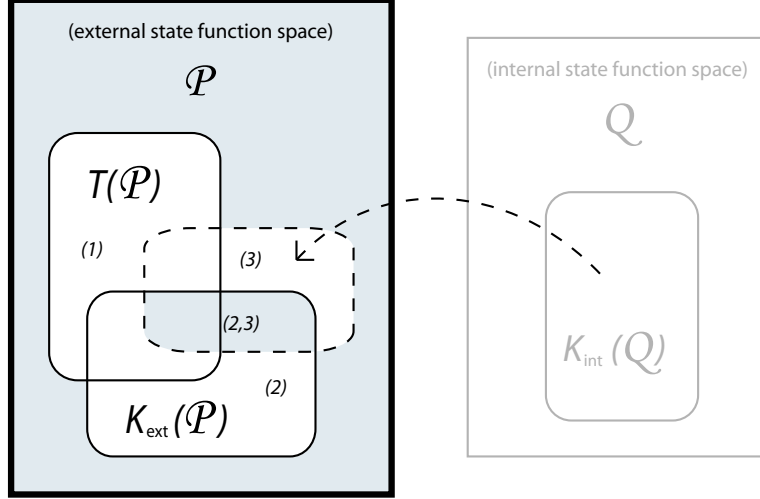 (external state function space)
𝒫
T(𝒫)
(1)
(3)
(2,3)
(2)
K_ext (𝒫)
(internal state function space)
𝒬
K_int (𝒬)